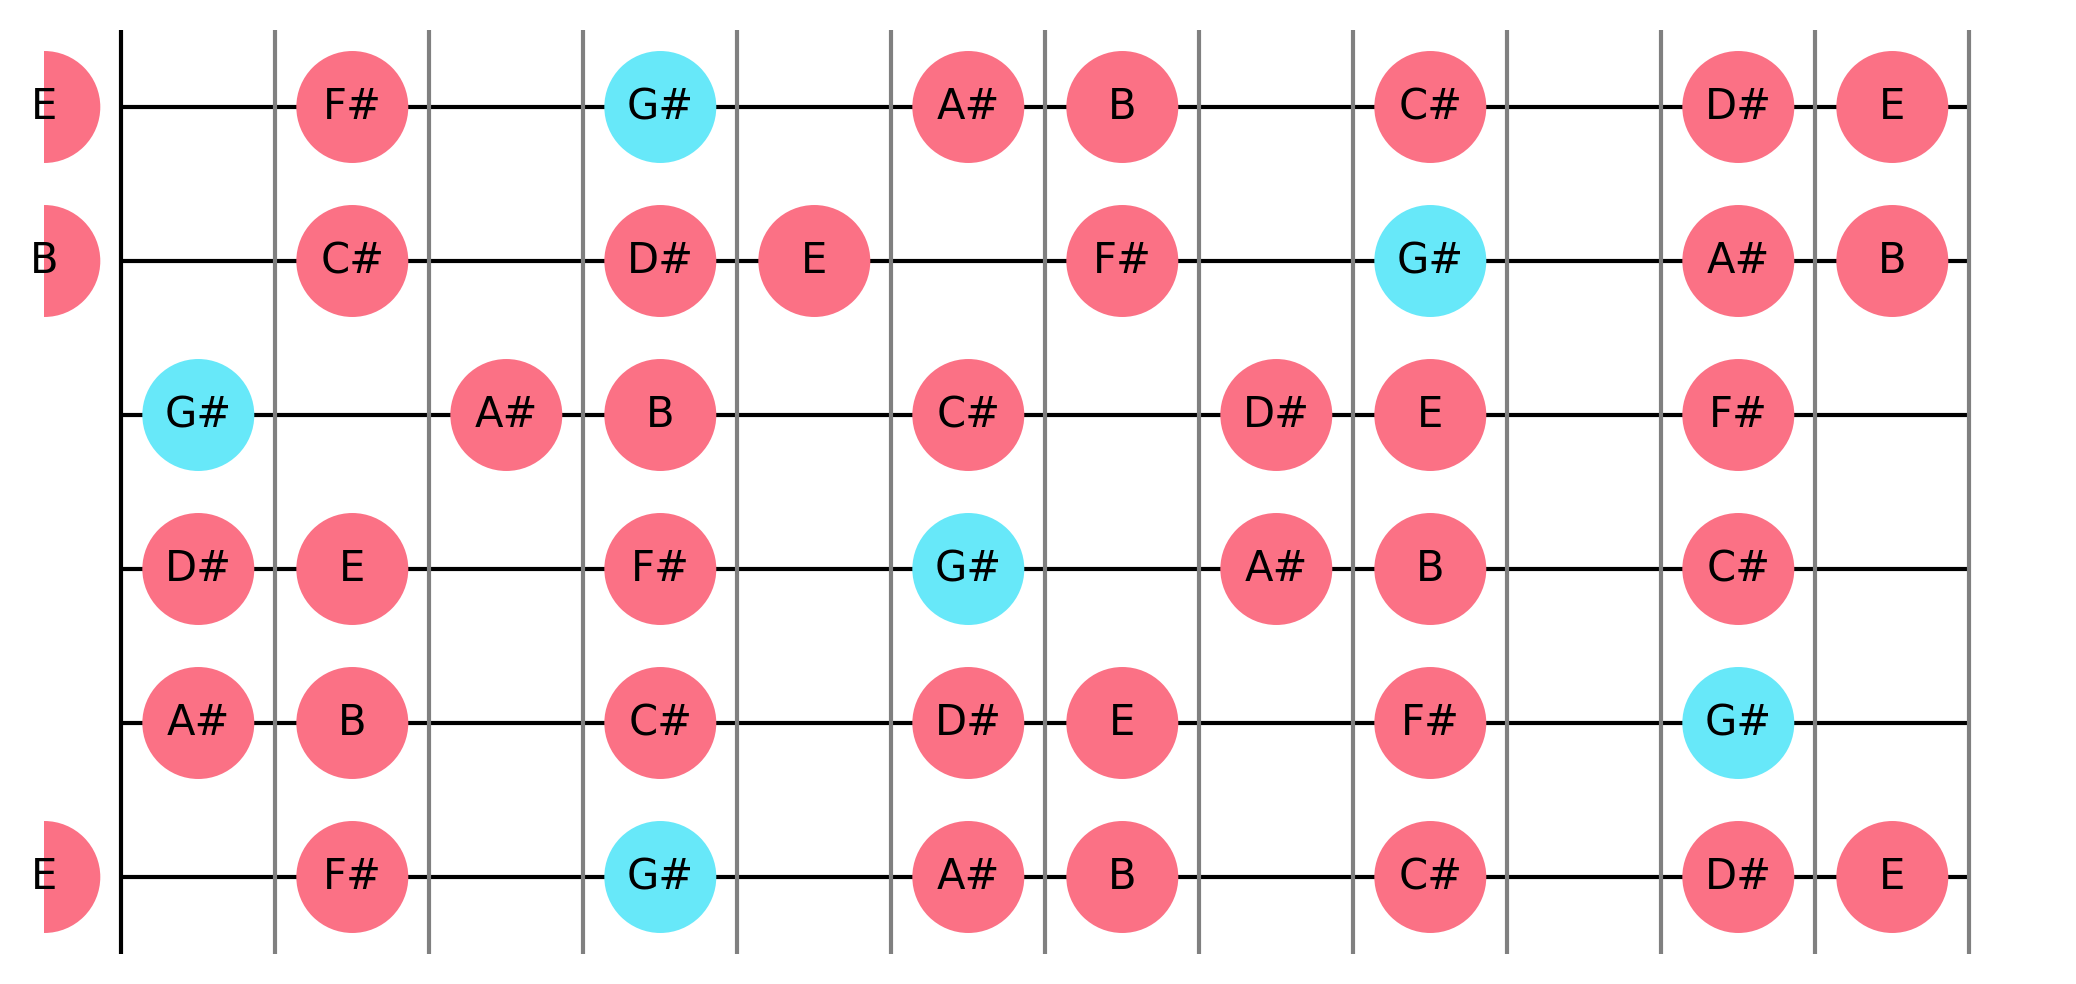 E F# G# A# B C# D# E
B C# D# E F# G# A# B
G# A# B C# D# E F#
D# E F# G# A# B C#
A# B C# D# E F# G#
E F# G# A# B C# D# E